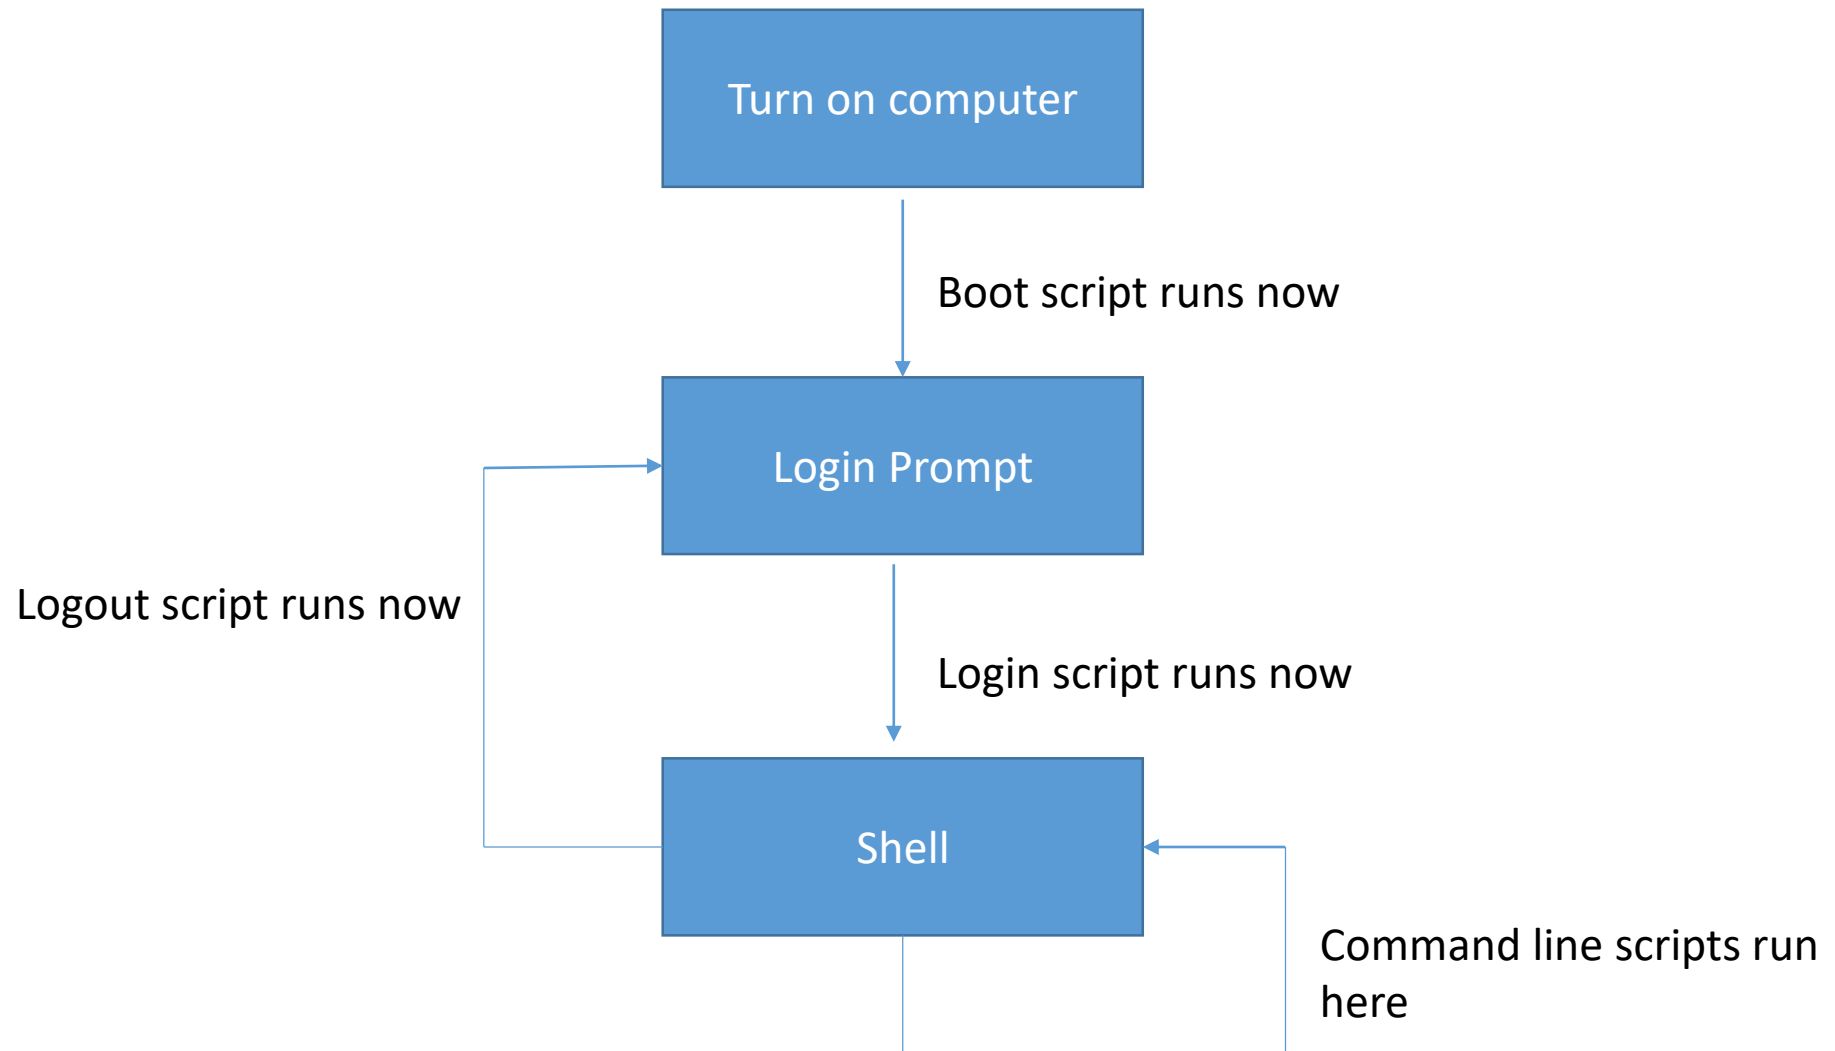 Turn on computer
Boot script runs now
Login Prompt
Logout script runs now
Login script runs now
Shell
Command line scripts run
here